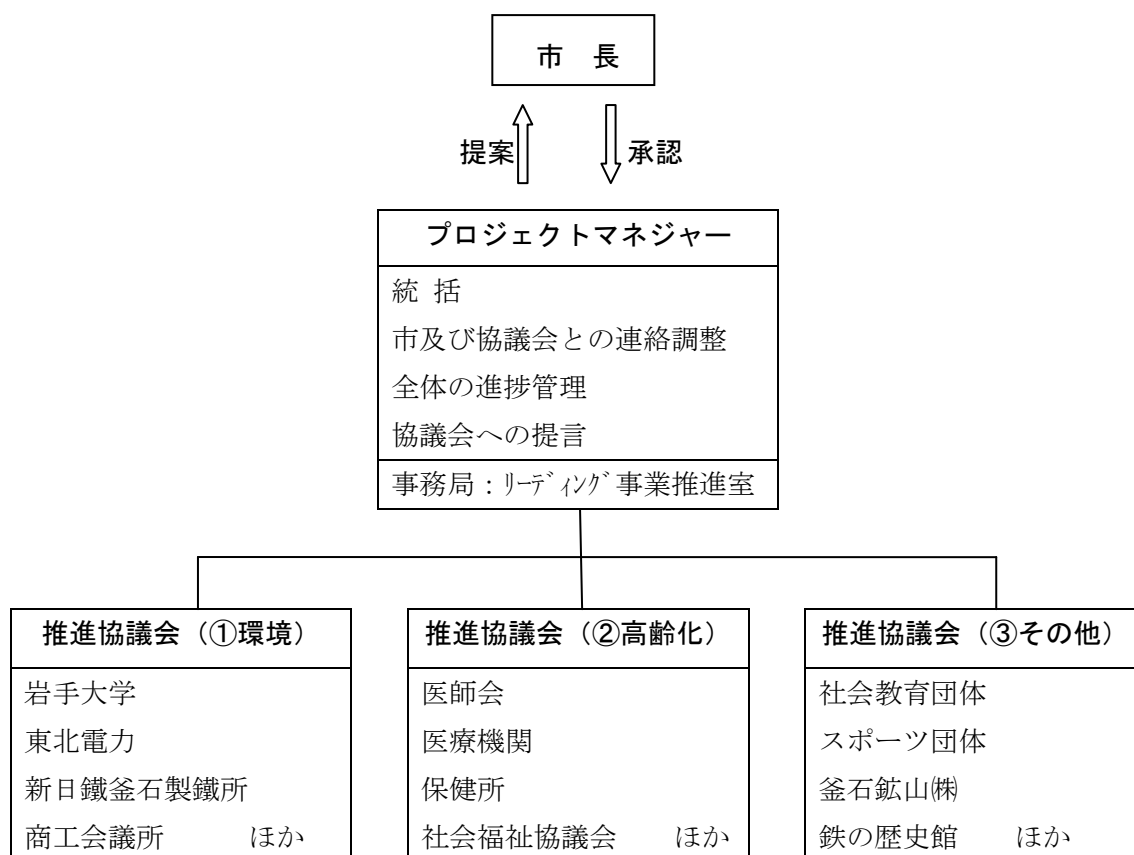 市 長
提案
承認
プロジェクトマネジャー
統 括
市及び協議会との連絡調整
全体の進捗管理
協議会への提言
事務局：ﾘｰﾃﾞｨﾝｸﾞ事業推進室
推進協議会（①環境）
岩手大学
東北電力
新日鐵釜石製鐵所
商工会議所　　ほか
推進協議会（②高齢化）
医師会
医療機関
保健所
社会福祉協議会　　ほか
推進協議会（③その他）
社会教育団体
スポーツ団体
釜石鉱山㈱
鉄の歴史館　　ほか